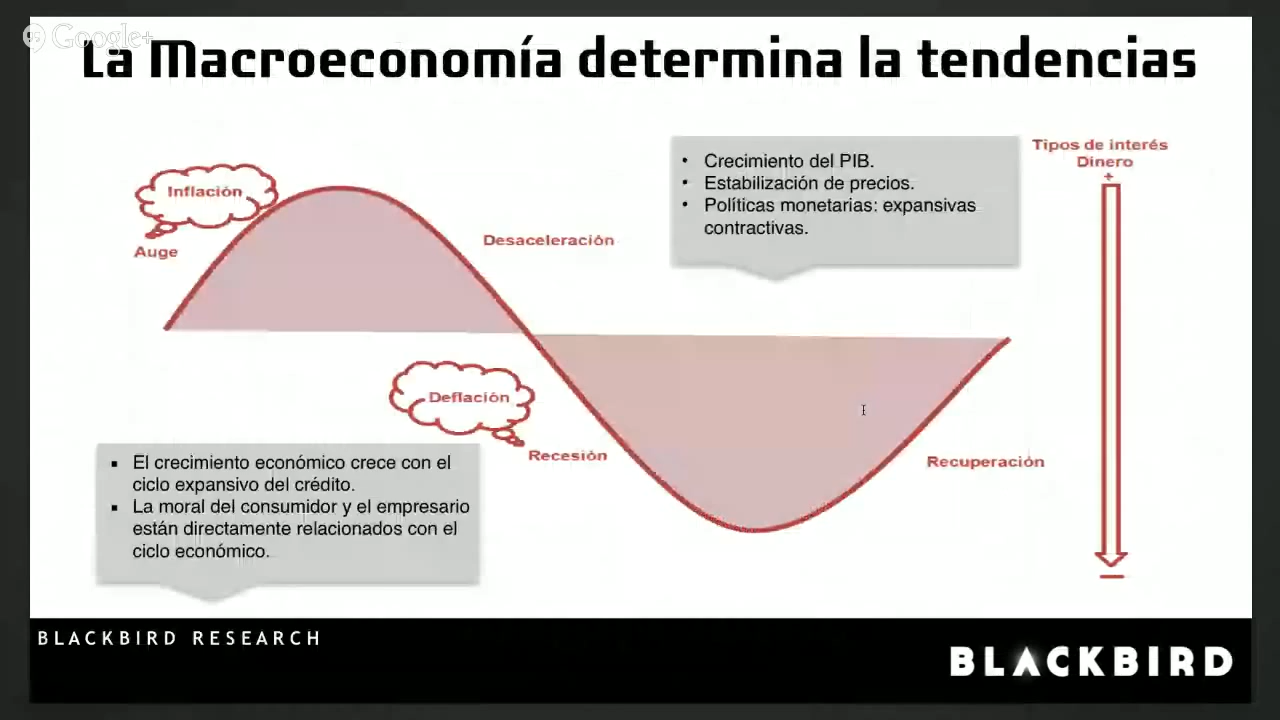 Google+
La Macroeconomía determina la tendencias
Inflación
Auge
Desaceleración
• Crecimiento del PIB.
• Estabilización de precios.
• Políticas monetarias: expansivas
contractivas.
Tipos de interés
Dinero
+
Deflación
Recesión
Recuperación
▪ El crecimiento económico crece con el
ciclo expansivo del crédito.
▪ La moral del consumidor y el empresario
están directamente relacionados con el
ciclo económico.
–
BLACKBIRD RESEARCH
BLACKBIRD